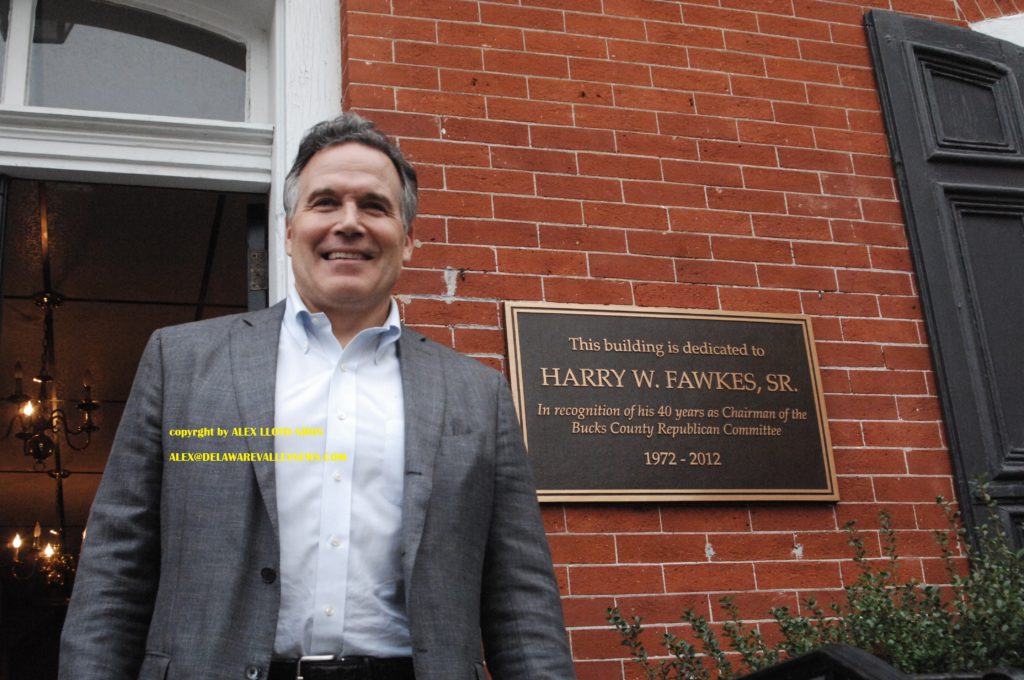 This building is dedicated to
HARRY W. FAWKES, SR.
In recognition of his 40 years as Chairman of the
Bucks County Republican Committee
1972 - 2012
copyrght by ALEX LLOYD GROSS
ALEX@DELAWAREVALLEYNEWS.COM